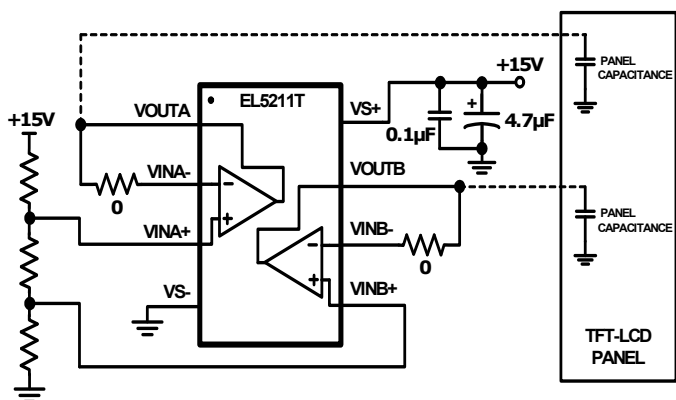 +15V
PANEL
CAPACITANCE
EL5211T
VOUTA
VS+
+
0.1µF
4.7µF
+15V
VOUTB
VINA-
0
−
+
VINA+
PANEL
CAPACITANCE
VINB-
0
−
+
VINB+
VS-
TFT-LCD
PANEL